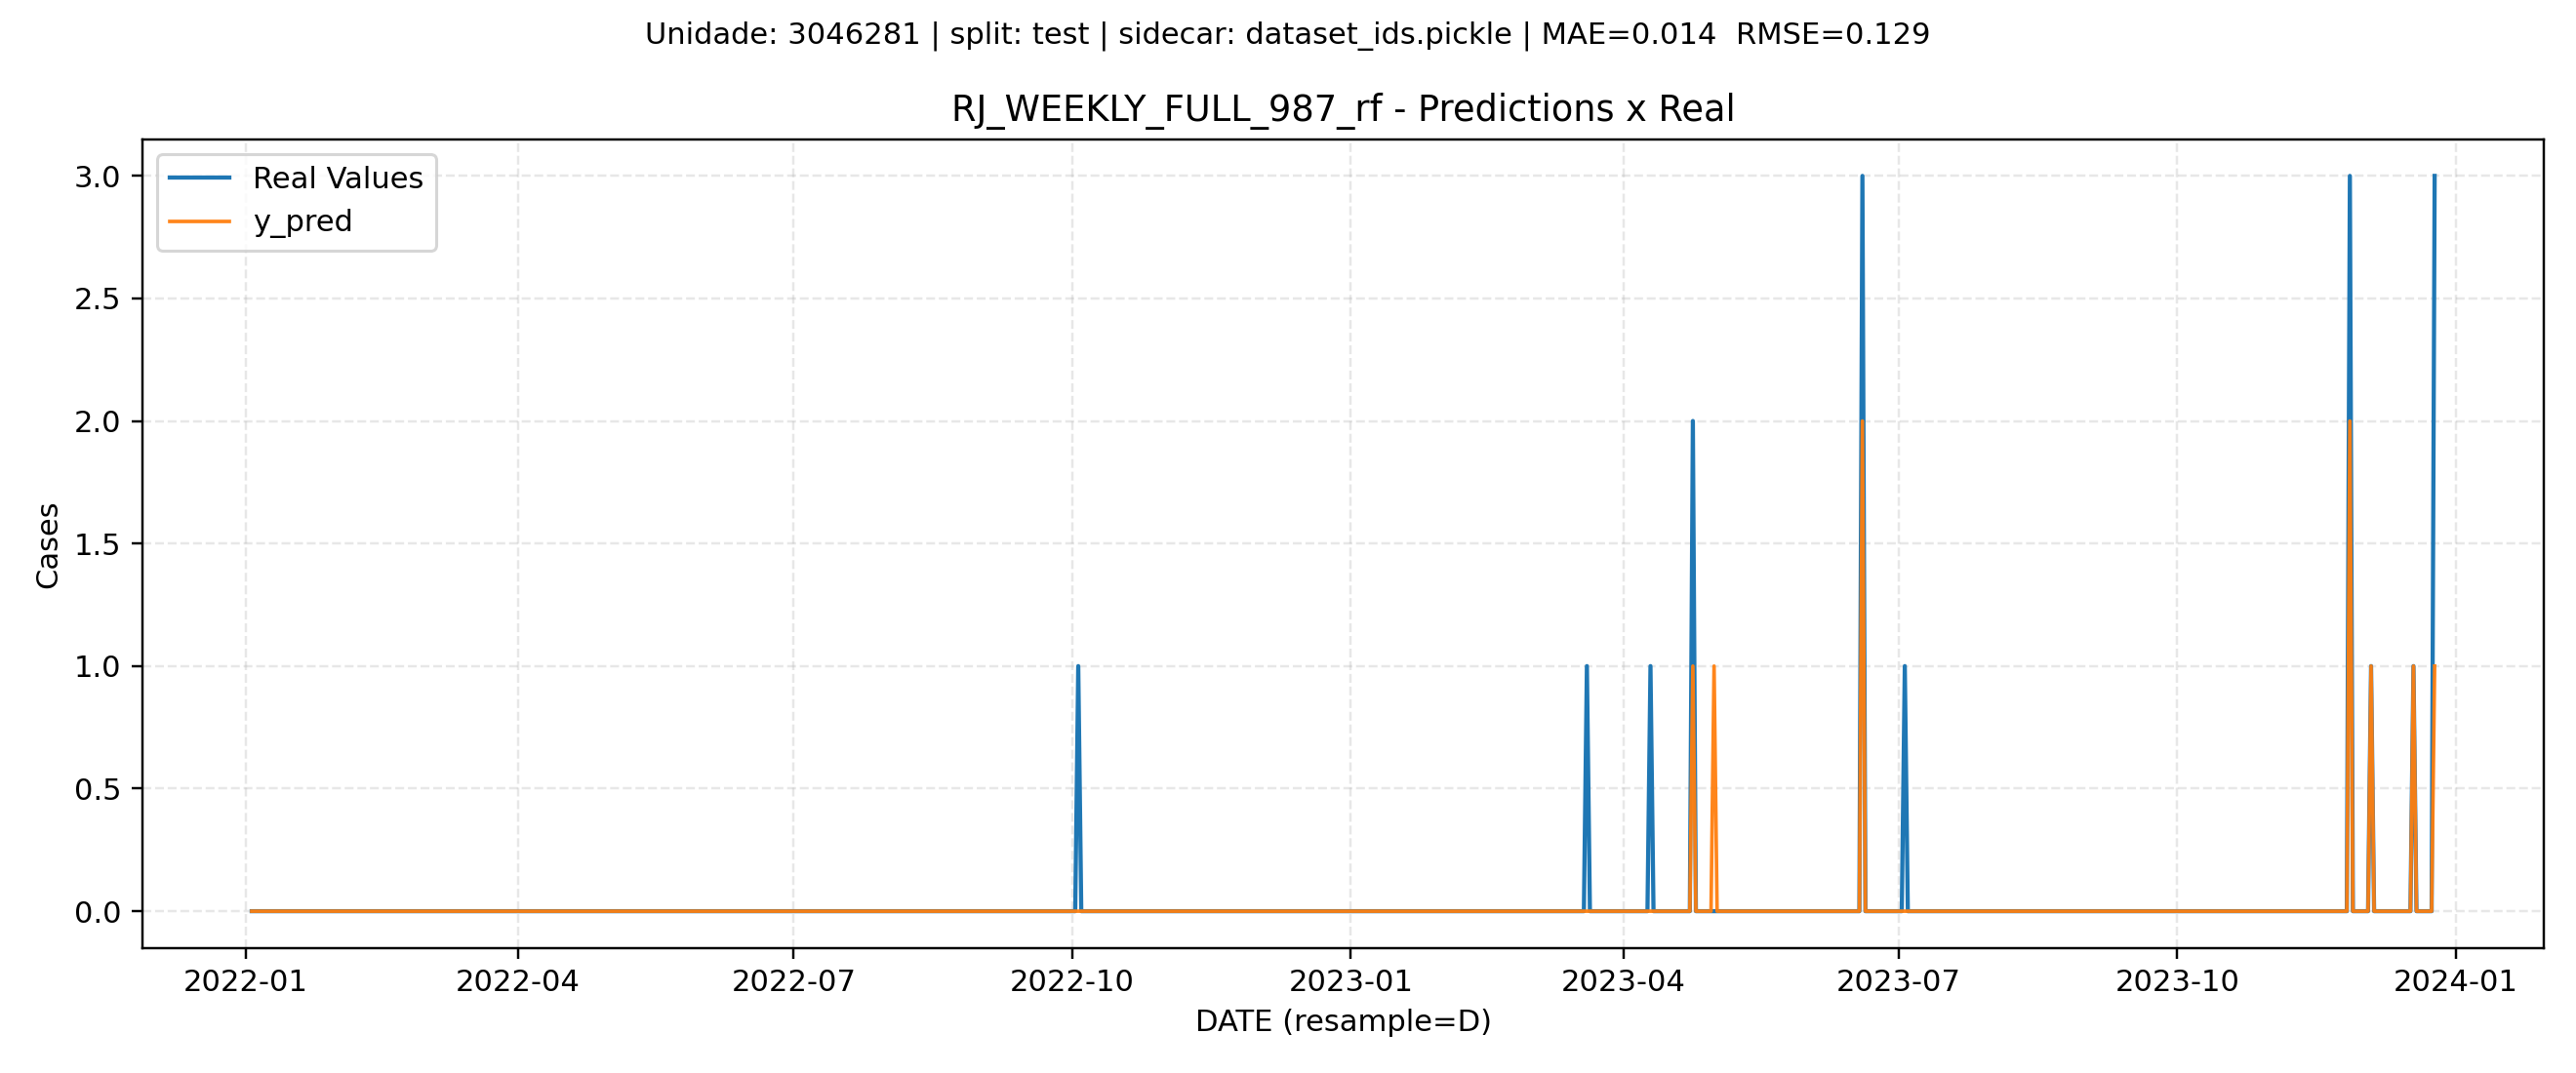 Unidade: 3046281 | split: test | sidecar: dataset_ids.pickle | MAE=0.014  RMSE=0.129
RJ_WEEKLY_FULL_987_rf - Predictions x Real
Real Values
y_pred
3.0
2.5
2.0
1.5
1.0
0.5
0.0
Cases
2022-01
2022-04
2022-07
2022-10
2023-01
2023-04
2023-07
2023-10
2024-01
DATE (resample=D)